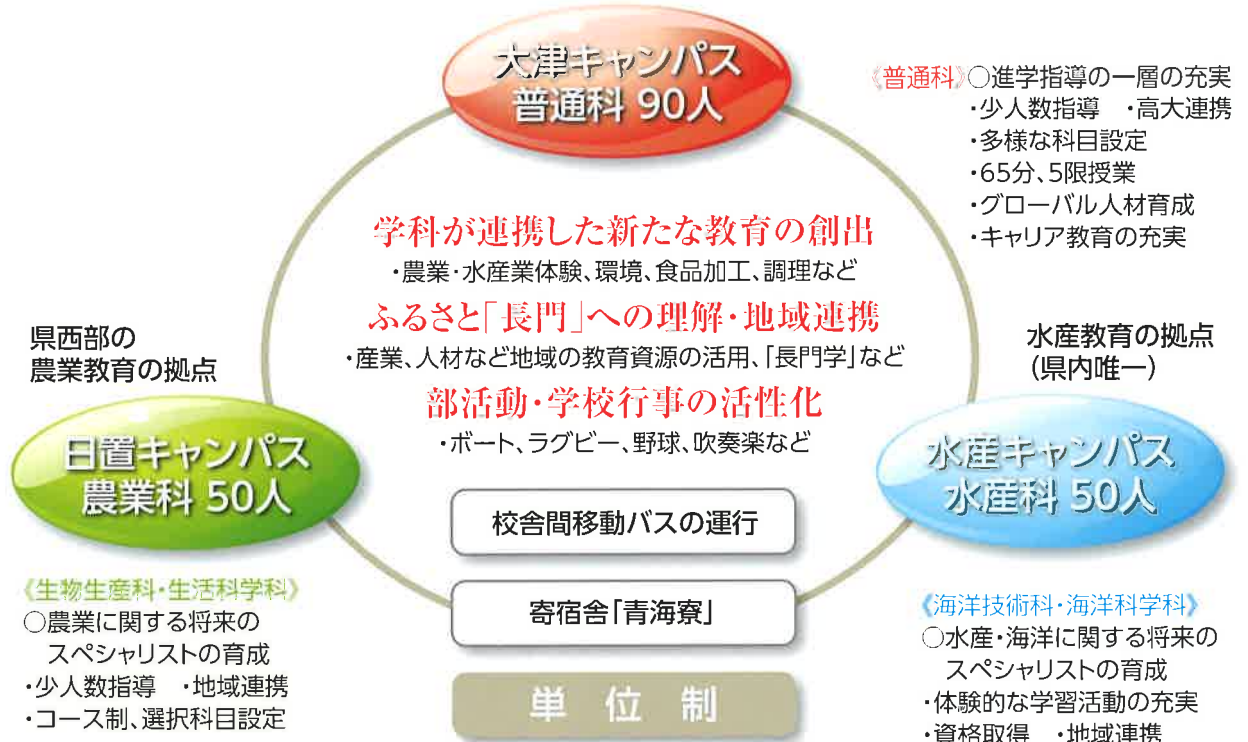 大津キャンパス
普通科 90人
《普通科》○進学指導の一層の充実
・少人数指導　・高大連携
・多様な科目設定
・65分、5限授業
・グローバル人材育成
・キャリア教育の充実
学科が連携した新たな教育の創出
・農業・水産業体験、環境、食品加工、調理など
ふるさと「長門」への理解・地域連携
・産業、人材など地域の教育資源の活用、「長門学」など
部活動・学校行事の活性化
・ボート、ラグビー、野球、吹奏楽など
県西部の
農業教育の拠点
日置キャンパス
農業科 50人
水産教育の拠点
（県内唯一）
水産キャンパス
水産科 50人
校舎間移動バスの運行
寄宿舎「青海寮」
単位制
《生物生産科・生活科学科》
○農業に関する将来の
スペシャリストの育成
・少人数指導　・地域連携
・コース制、選択科目設定
《海洋技術科・海洋科学科》
○水産・海洋に関する将来の
スペシャリストの育成
・体験的な学習活動の充実
・資格取得　・地域連携